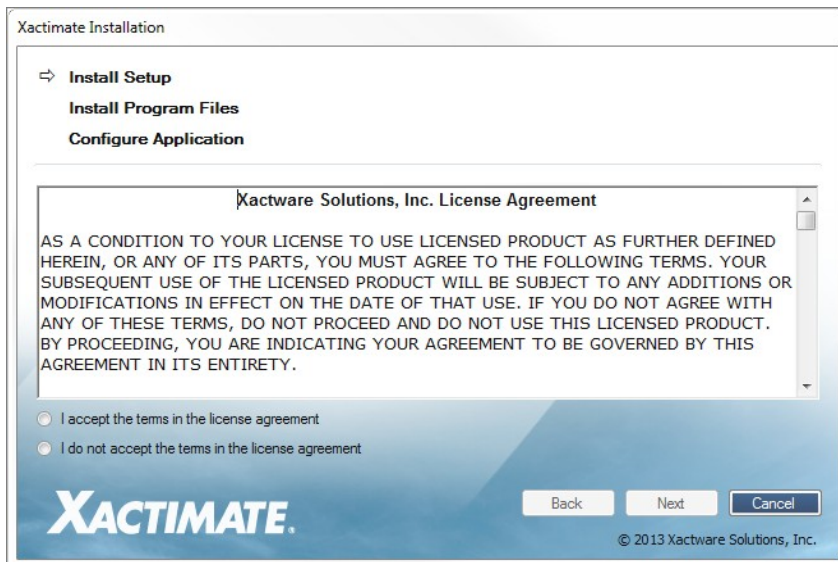 Xactimate Installation
Install Setup
Install Program Files
Configure Application
Xactware Solutions, Inc. License Agreement
AS A CONDITION TO YOUR LICENSE TO USE LICENSED PRODUCT AS FURTHER DEFINED
HEREIN, OR ANY OF ITS PARTS, YOU MUST AGREE TO THE FOLLOWING TERMS. YOUR
SUBSEQUENT USE OF THE LICENSED PRODUCT WILL BE SUBJECT TO ANY ADDITIONS OR
MODIFICATIONS IN EFFECT ON THE DATE OF THAT USE. IF YOU DO NOT AGREE WITH
ANY OF THESE TERMS, DO NOT PROCEED AND DO NOT USE THIS LICENSED PRODUCT.
BY PROCEEDING, YOU ARE INDICATING YOUR AGREEMENT TO BE GOVERNED BY THIS
AGREEMENT IN ITS ENTIRETY.
I accept the terms in the license agreement
I do not accept the terms in the license agreement
XACTIMATE.
Back Next Cancel
© 2013 Xactware Solutions, Inc.